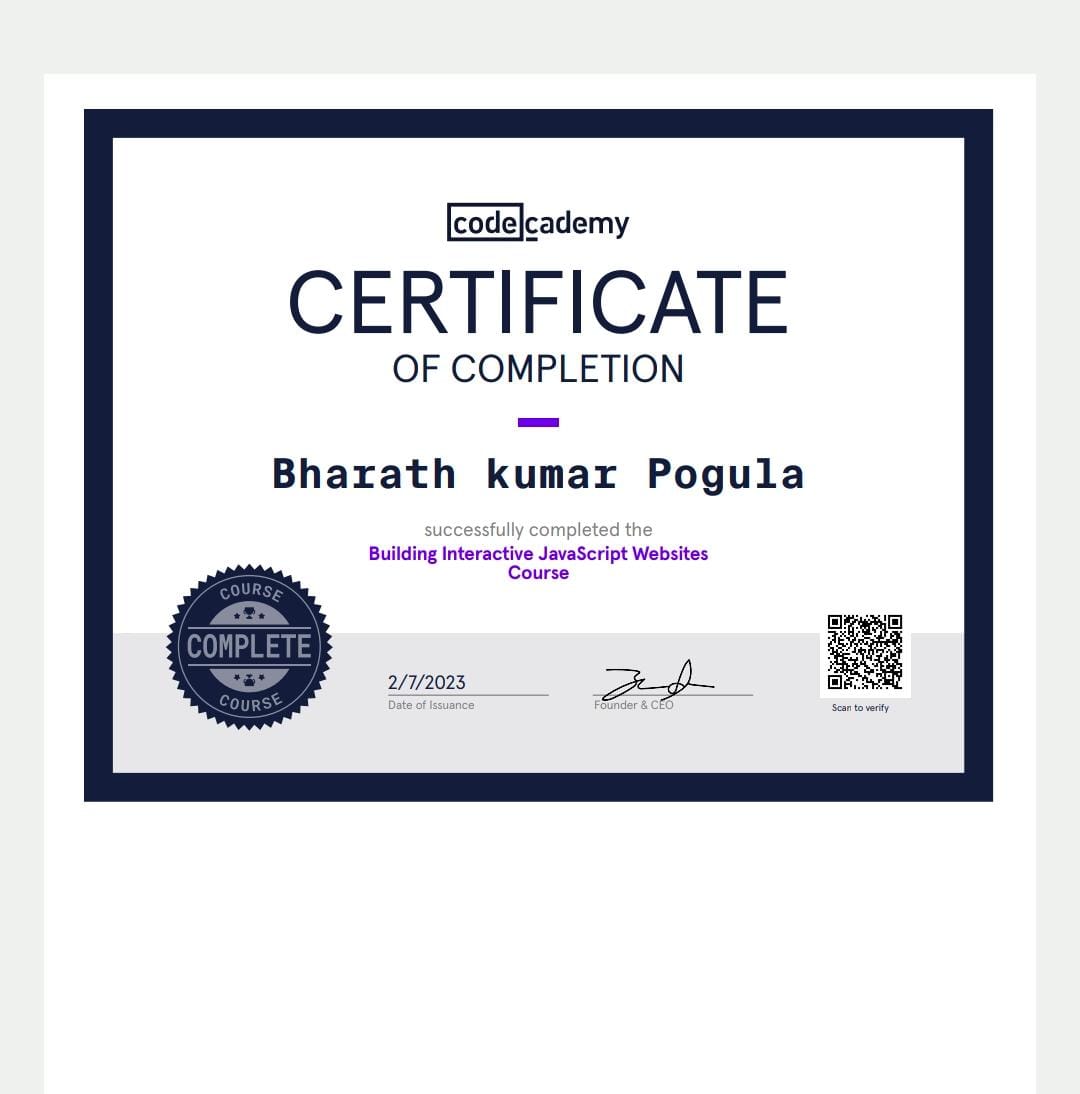 codecademy
CERTIFICATE
OF COMPLETION
Bharath kumar Pogula
successfully completed the
Building Interactive JavaScript Websites
Course
COURSE
COMPLETE
COURSE
2/7/2023
Date of Issuance
Founder & CEO
Scan to verify